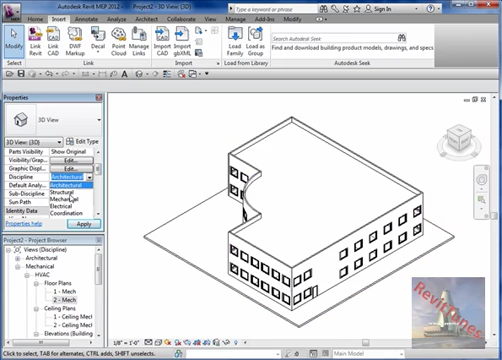 Autodesk Revit MEP 2012 - Project2 - 3D View:
Type a keyword or phrase
Sign In
Home Insert Annotate Analyze Architect Collaborate View Manage Add-Ins Modify
Modify
Link Revit
Link CAD
DWF Markup
Decal
Point Cloud
Manage Links
Import CAD
Import gbXML
Load Family
Load as Group
Search Autodesk Seek
Find and download building product models, drawings, and specs
Select Link Import Load from Library Autodesk Seek
Properties
3D View
3D View: {3D} Edit Type
Parts Visibility Show Original
Visibility/Grap... Edit...
Graphic Displ... Edit...
Discipline Architectural
Default Analy... Architectural
Sub-Discipline Structural
Mechanical
Sun Path Electrical
Identity Data Coordination
Properties help Apply
Project2 - Project Browser
Views (Discipline)
Architectural
Mechanical
HVAC
Floor Plans
1 - Mech
2 - Mech
Ceiling Plans
1 - Ceiling Mech
2 - Ceiling Mech
Elevations (Building
RevitTunes
1/8" = 1'-0"
Click to select, TAB for alternates, CTRL adds, SHIFT unselects. :0 Main Model